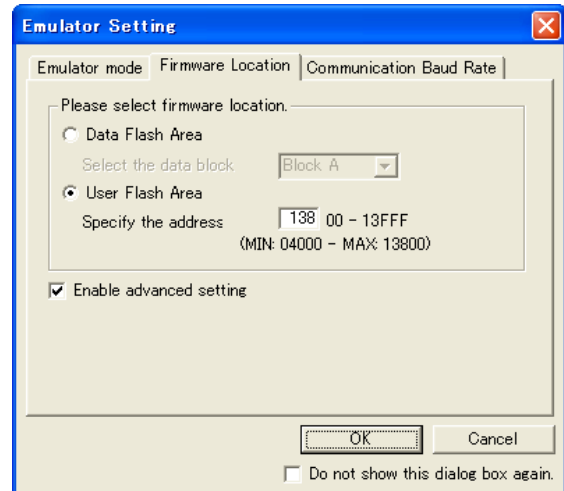 Emulator Setting
Emulator mode Firmware Location Communication Baud Rate
Please select firmware location.
Data Flash Area
Select the data block Block A
User Flash Area
Specify the address 138 00 - 13FFF
(MIN: 04000 - MAX: 13800)
Enable advanced setting
OK Cancel
Do not show this dialog box again.